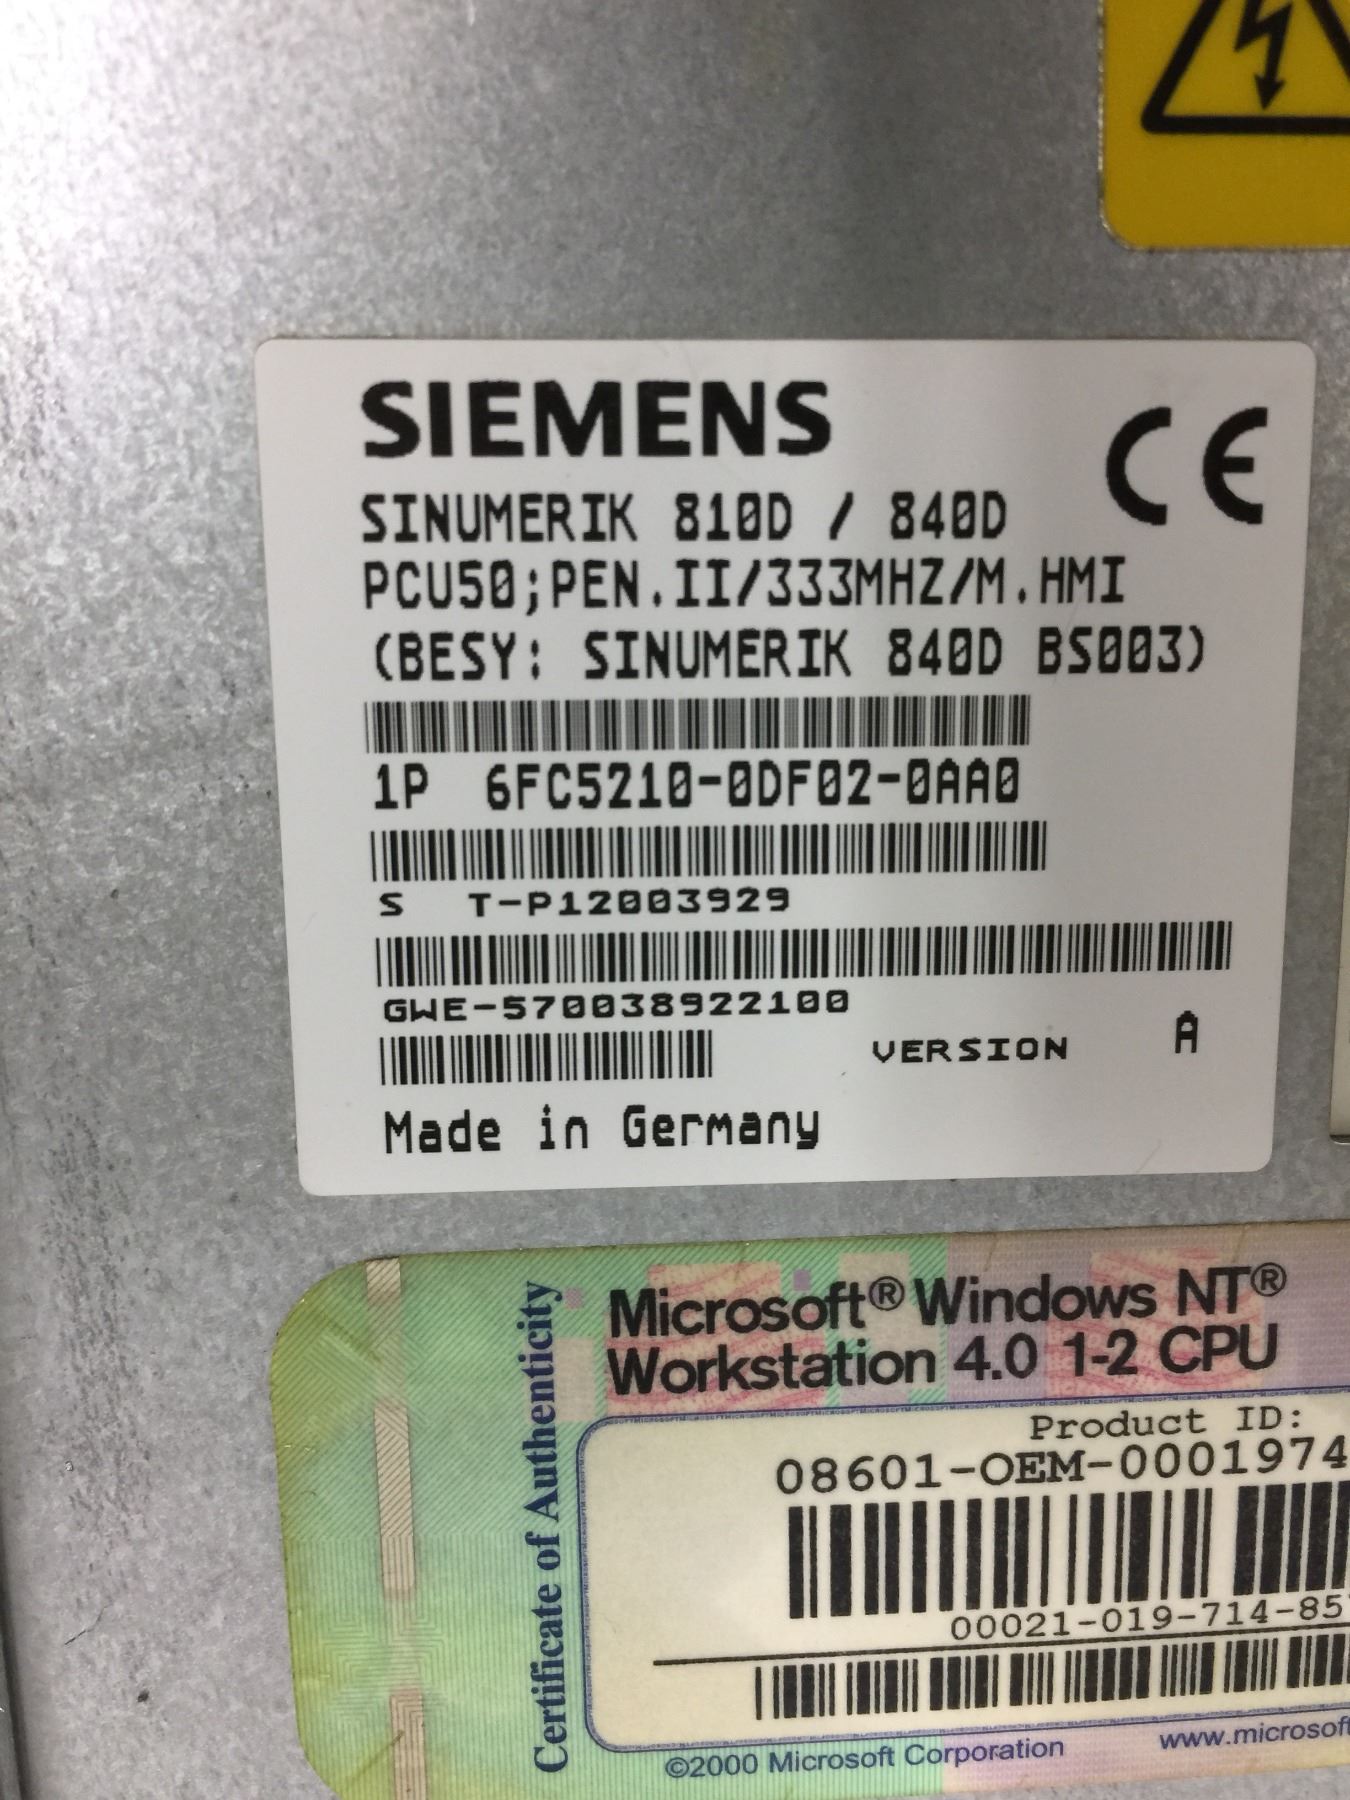 SIEMENS
CE
SINUMERIK 810D / 840D
PCU50;PEN.II/333MHZ/M.HMI
(BESY: SINUMERIK 840D BS003)
1P 6FC5210-0DF02-0AA0
S T-P12003929
GWE-570038922100
VERSION A
Made in Germany
Certificate of Authenticity
Microsoft® Windows NT®
Workstation 4.0 1-2 CPU
Product ID:
08601-OEM-0001974
00021-019-714-85
©2000 Microsoft Corporation
www.microsoft